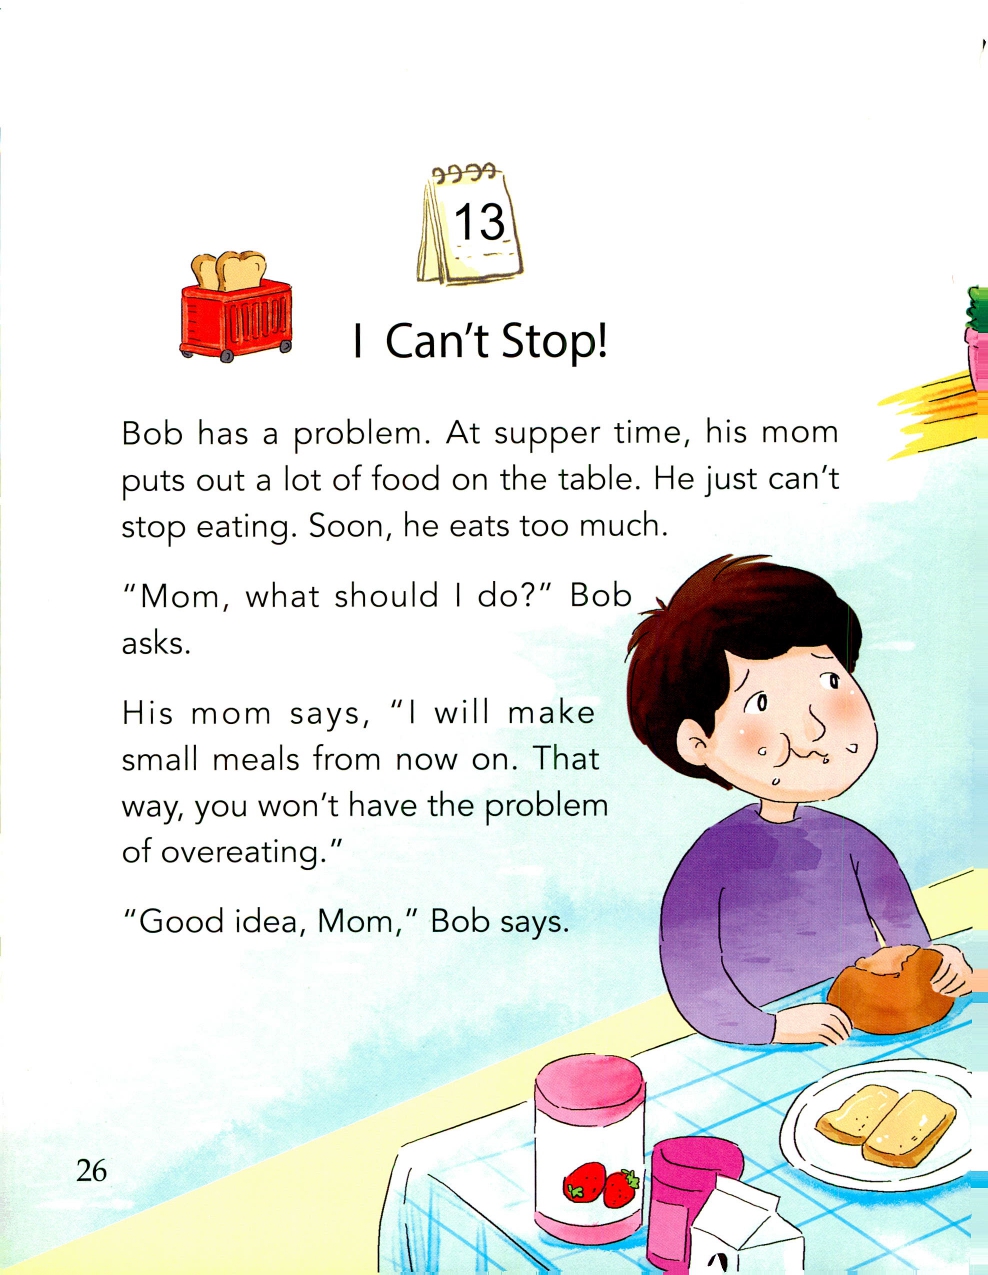 13
I Can't Stop!
Bob has a problem. At supper time, his mom
puts out a lot of food on the table. He just can't
stop eating. Soon, he eats too much.
“Mom, what should I do?” Bob
asks.
His mom says, “I will make
small meals from now on. That
way, you won't have the problem
of overeating.”
“Good idea, Mom,” Bob says.
26